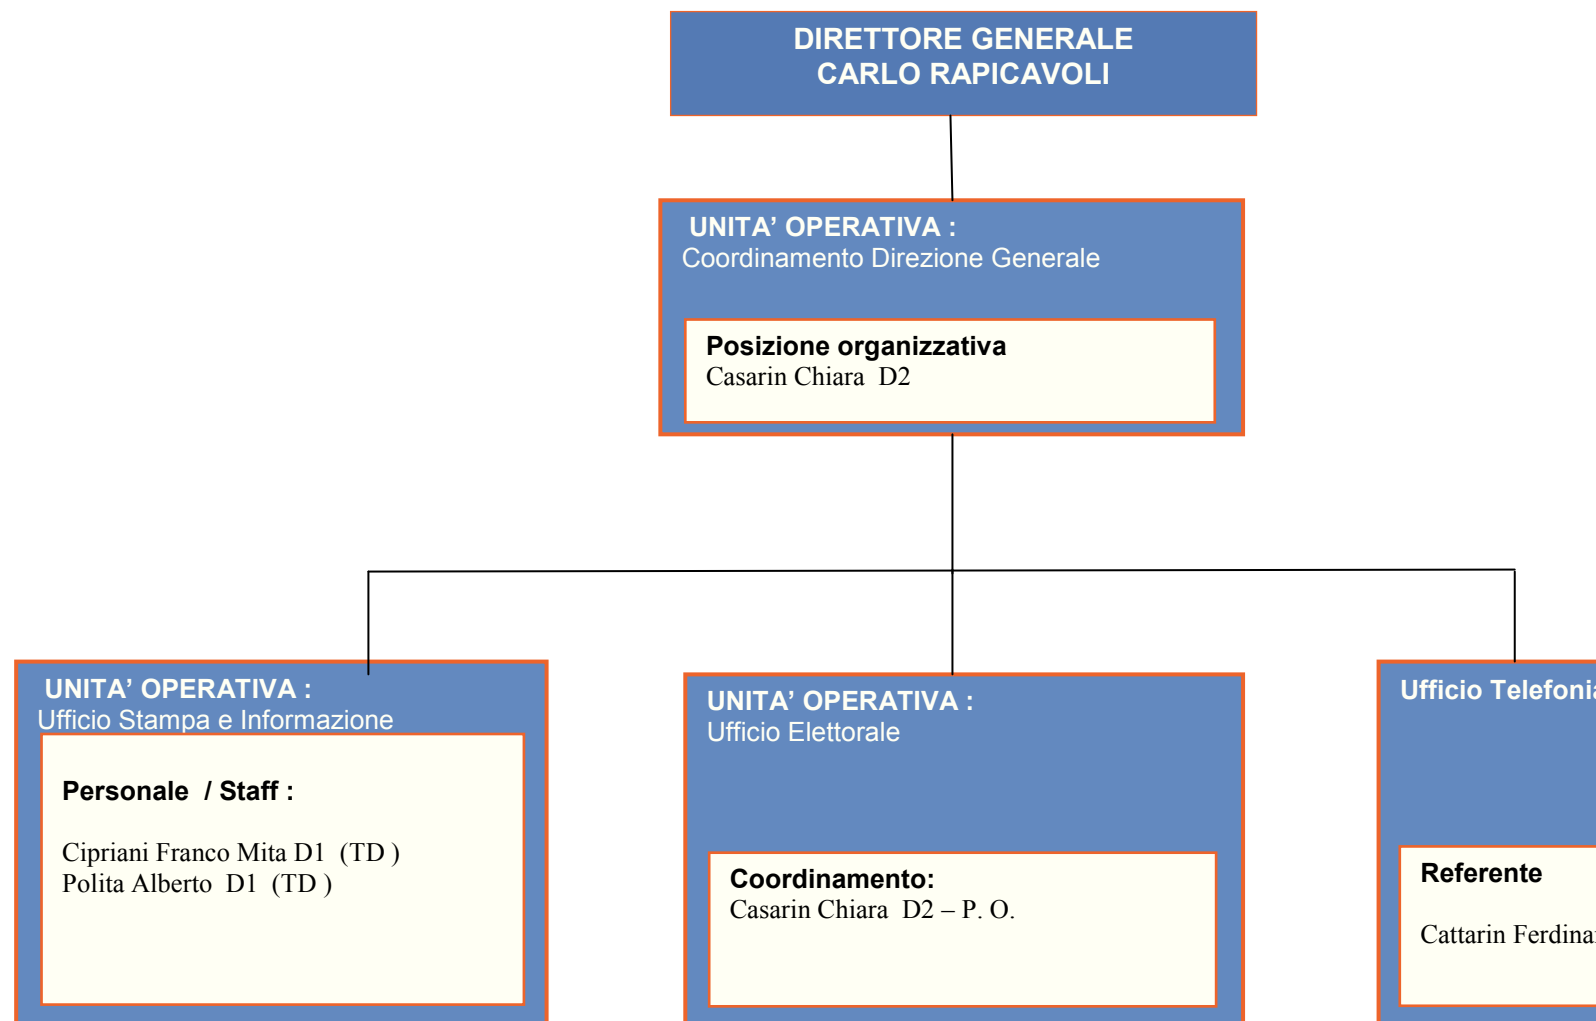 DIRETTORE GENERALE
CARLO RAPICAVOLI
UNITA’ OPERATIVA :
Coordinamento Direzione Generale
Posizione organizzativa
Casarin Chiara D2
UNITA’ OPERATIVA :
Ufficio Stampa e Informazione
Personale / Staff :
Cipriani Franco Mita D1 (TD )
Polita Alberto D1 (TD )
UNITA’ OPERATIVA :
Ufficio Elettorale
Coordinamento:
Casarin Chiara D2 – P. O.
Ufficio
Referente
Cattarin